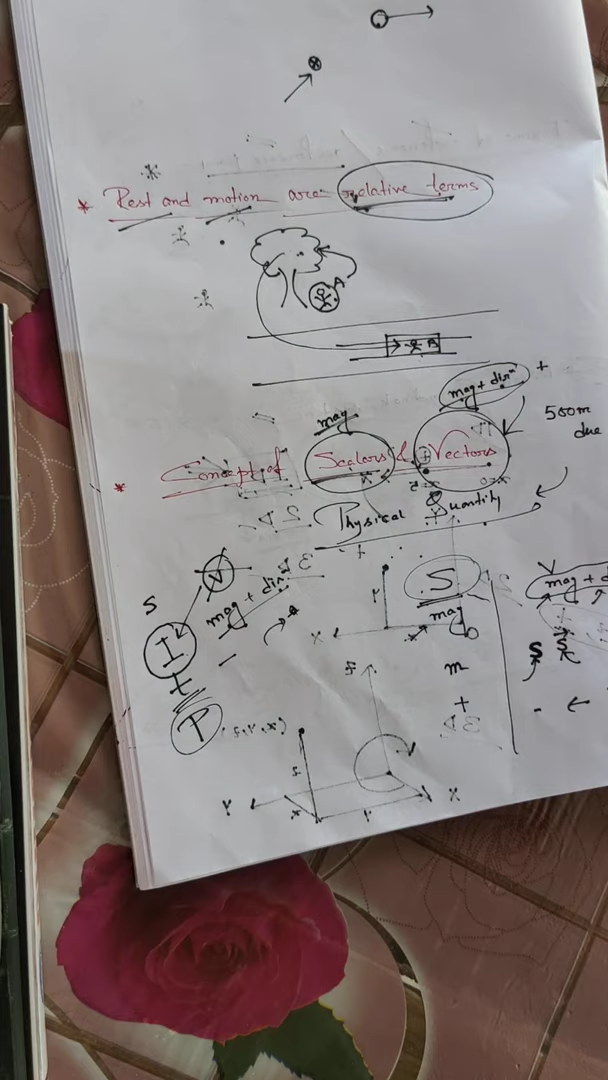 * Rest and motion are relative terms
A
B
mag + dirⁿ +
mag
500m
due
* Concept of Scalars & Vectors
Physical Quantity
S
mag + dirⁿ
I
t
P
Y
X
S
mag
m
t
mag + d
S
(x, y, z)
z
Y
X